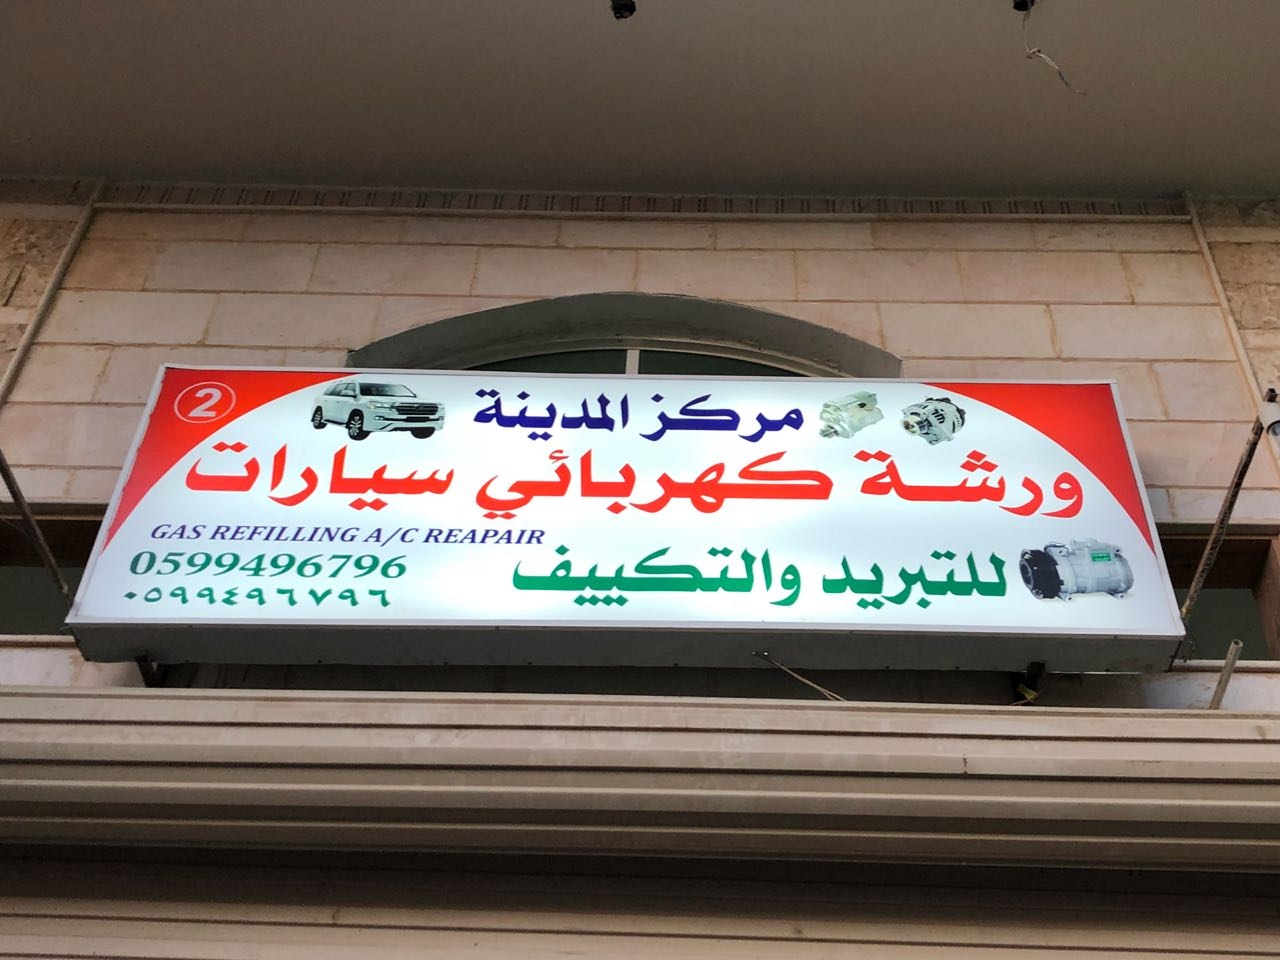 2
مركز المدينة
ورشة كهربائي سيارات
GAS REFILLING A/C REAPAIR
للتبريد والتكييف
0599496796
٠٥٩٩٤٩٦٧٩٦